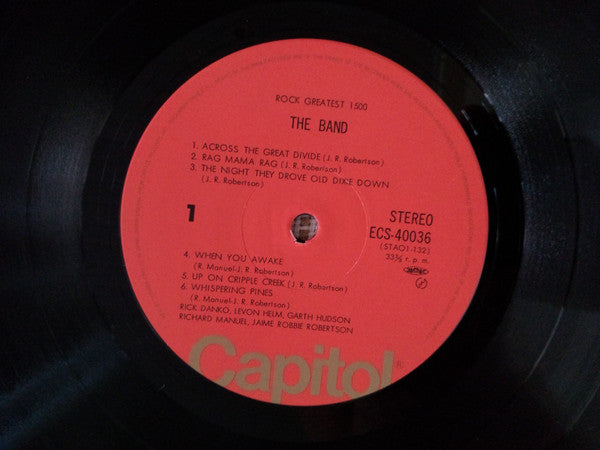 ROCK GREATEST 1500
THE BAND
1. ACROSS THE GREAT DIVIDE (J. R. Robertson)
2. RAG MAMA RAG (J. R. Robertson)
3. THE NIGHT THEY DROVE OLD DIXIE DOWN
(J. R. Robertson)
1
STEREO
ECS-40036
(STAO1-132)
33⅓ r. p. m.
4. WHEN YOU AWAKE
(R. Manuel-J. R. Robertson)
5. UP ON CRIPPLE CREEK (J. R. Robertson)
6. WHISPERING PINES
(R. Manuel-J. R. Robertson)
RICK DANKO, LEVON HELM, GARTH HUDSON
RICHARD MANUEL, JAIME ROBBIE ROBERTSON
Capitol®